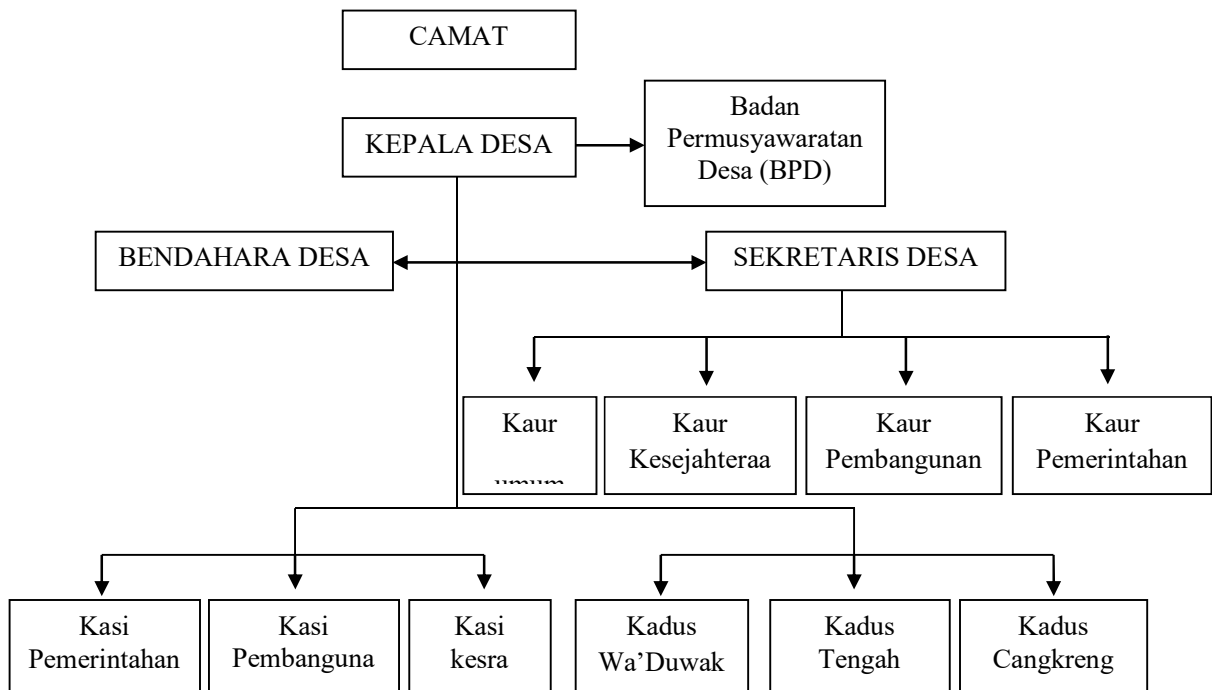 CAMAT
Badan
Permusyawaratan
Desa (BPD)
KEPALA DESA
BENDAHARA DESA
SEKRETARIS DESA
Kaur
umum
Kaur
Kesejahteraa
Kaur
Pembangunan
Kaur
Pemerintahan
Kasi
Pemerintahan
Kasi
Pembanguna
Kasi
kesra
Kadus
Wa’Duwak
Kadus
Tengah
Kadus
Cangkreng